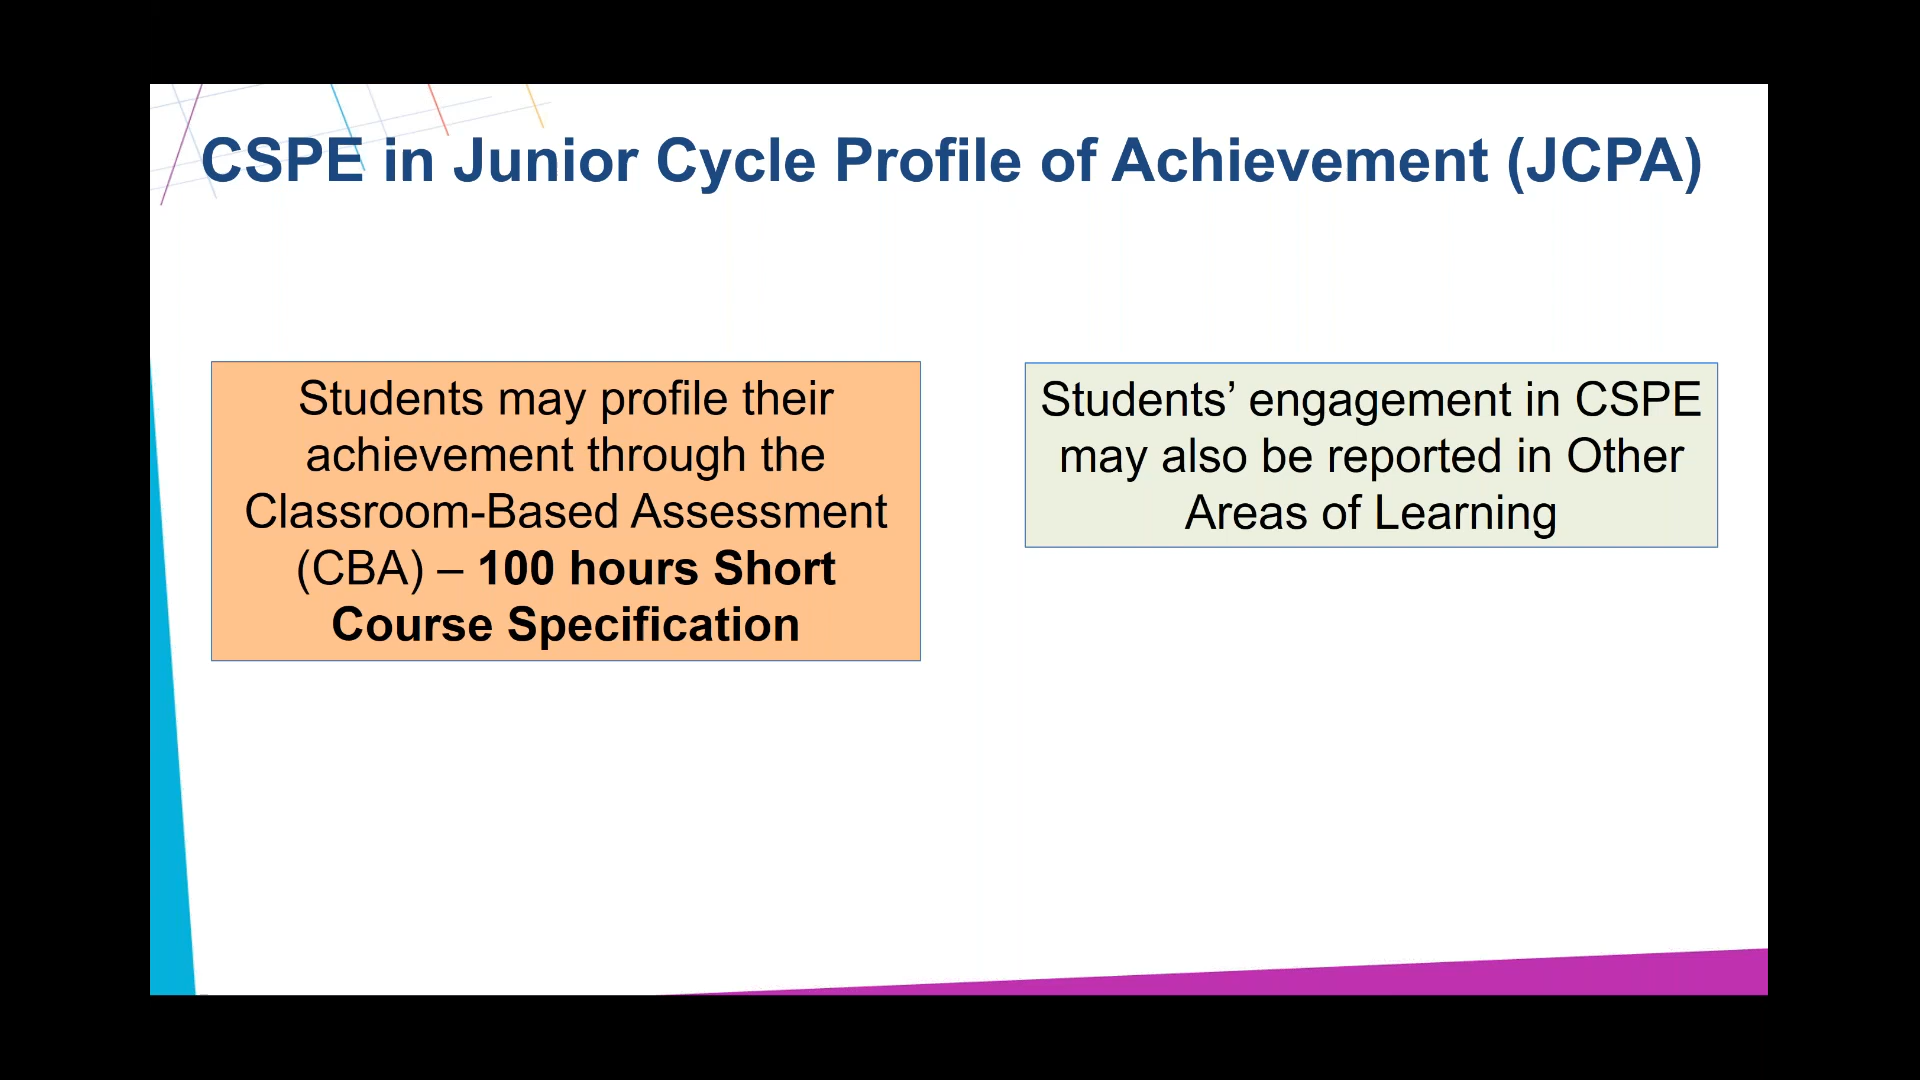 CSPE in Junior Cycle Profile of Achievement (JCPA)
Students may profile their
achievement through the
Classroom-Based Assessment
(CBA) – 100 hours Short
Course Specification
Students’ engagement in CSPE
may also be reported in Other
Areas of Learning